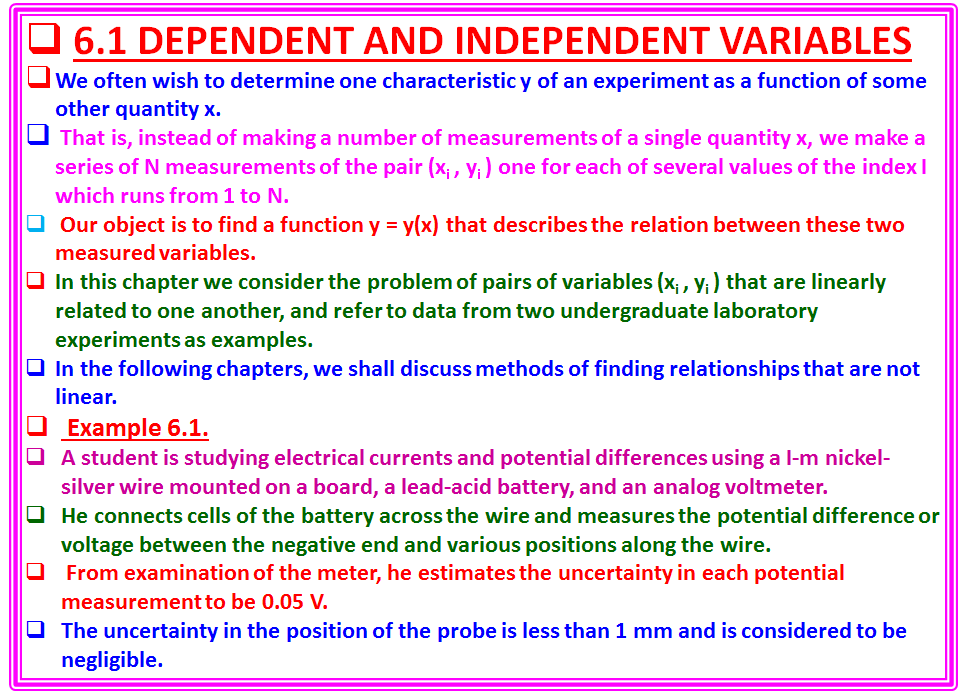 ❑ 6.1 DEPENDENT AND INDEPENDENT VARIABLES
❑ We often wish to determine one characteristic y of an experiment as a function of some
other quantity x.
❑ That is, instead of making a number of measurements of a single quantity x, we make a
series of N measurements of the pair (xᵢ , yᵢ ) one for each of several values of the index I
which runs from 1 to N.
❑ Our object is to find a function y = y(x) that describes the relation between these two
measured variables.
❑ In this chapter we consider the problem of pairs of variables (xᵢ , yᵢ ) that are linearly
related to one another, and refer to data from two undergraduate laboratory
experiments as examples.
❑ In the following chapters, we shall discuss methods of finding relationships that are not
linear.
❑ Example 6.1.
❑ A student is studying electrical currents and potential differences using a I-m nickel-
silver wire mounted on a board, a lead-acid battery, and an analog voltmeter.
❑ He connects cells of the battery across the wire and measures the potential difference or
voltage between the negative end and various positions along the wire.
❑ From examination of the meter, he estimates the uncertainty in each potential
measurement to be 0.05 V.
❑ The uncertainty in the position of the probe is less than 1 mm and is considered to be
negligible.